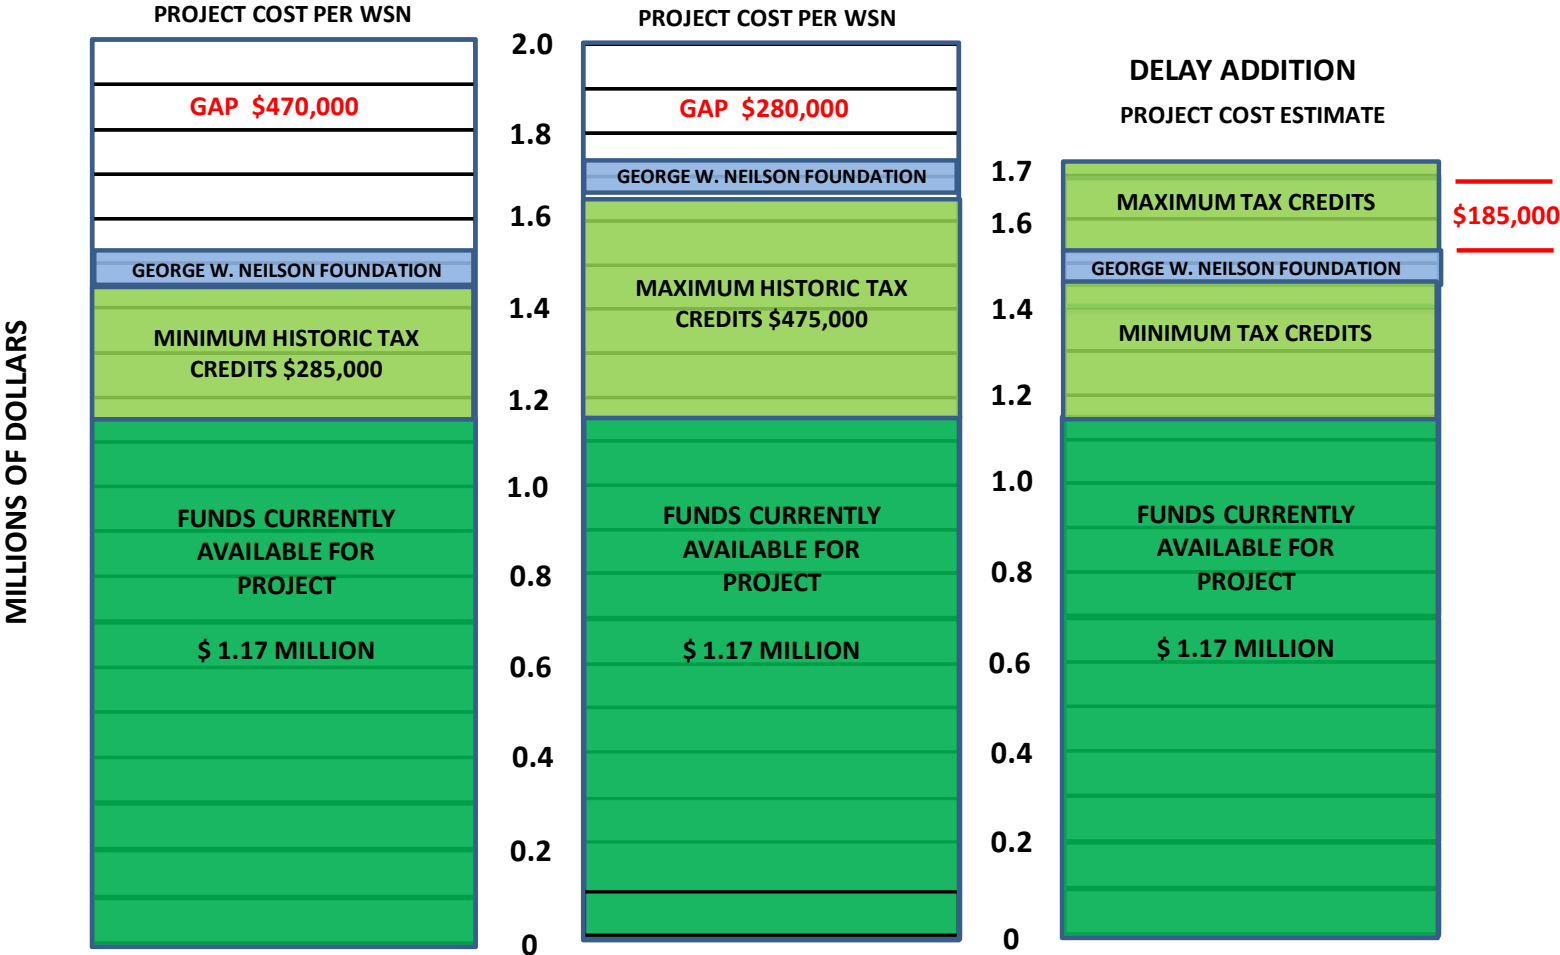 MILLIONS OF DOLLARS
PROJECT COST PER WSN
GAP $470,000
GEORGE W. NEILSON FOUNDATION
MINIMUM HISTORIC TAX
CREDITS $285,000
FUNDS CURRENTLY
AVAILABLE FOR
PROJECT
$ 1.17 MILLION
2.0
1.8
1.6
1.4
1.2
1.0
0.8
0.6
0.4
0.2
0
PROJECT COST PER WSN
GAP $280,000
GEORGE W. NEILSON FOUNDATION
MAXIMUM HISTORIC TAX
CREDITS $475,000
FUNDS CURRENTLY
AVAILABLE FOR
PROJECT
$ 1.17 MILLION
1.7
1.6
1.4
1.2
1.0
0.8
0.6
0.4
0.2
0
DELAY ADDITION
PROJECT COST ESTIMATE
MAXIMUM TAX CREDITS
GEORGE W. NEILSON FOUNDATION
MINIMUM TAX CREDITS
FUNDS CURRENTLY
AVAILABLE FOR
PROJECT
$ 1.17 MILLION
$185,000